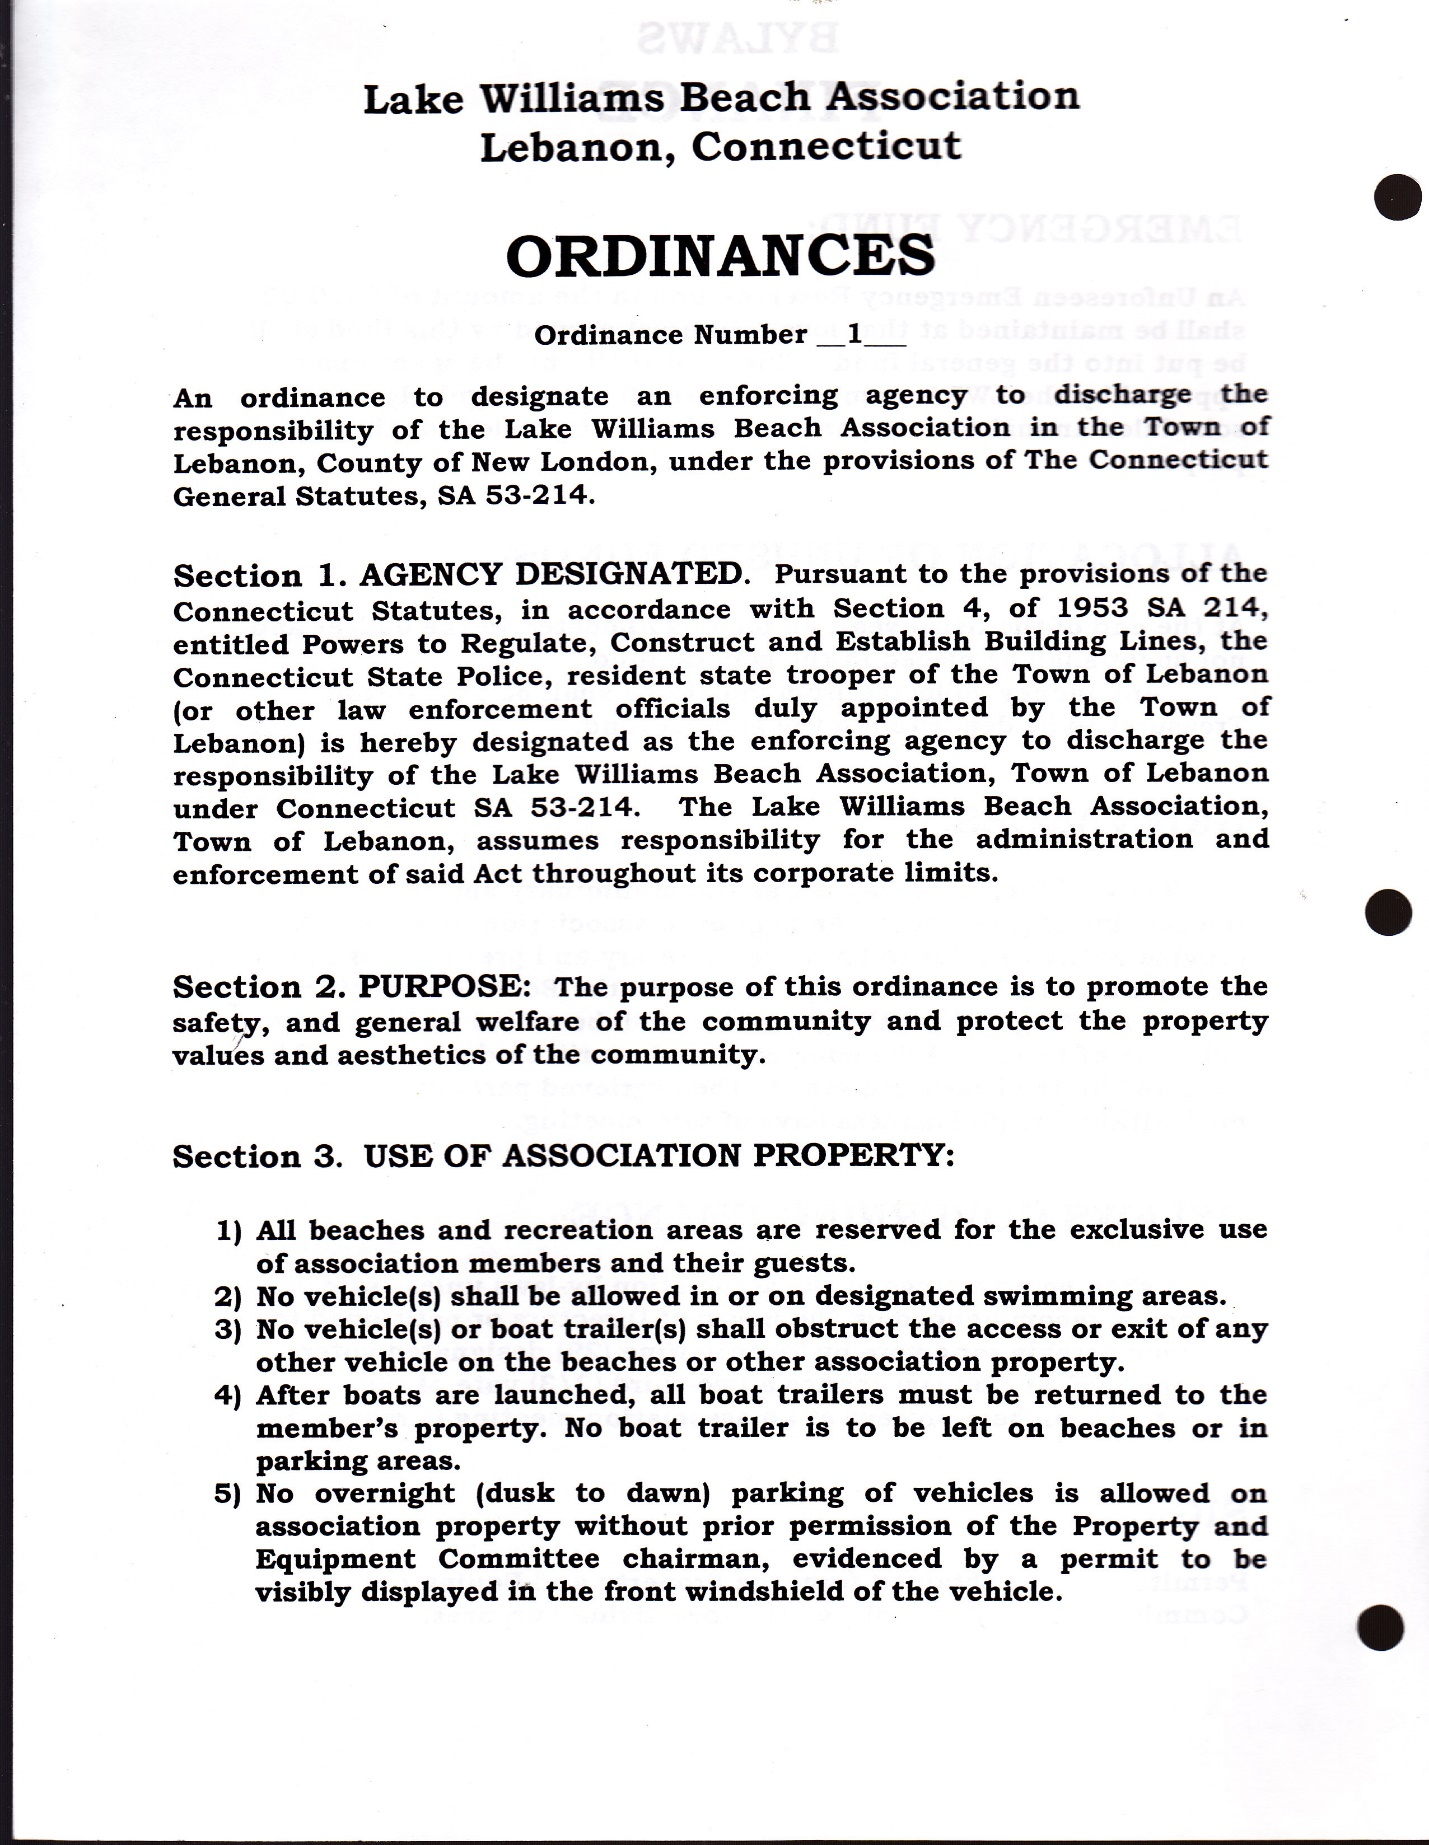 Lake Williams Beach Association
Lebanon, Connecticut
ORDINANCES
Ordinance Number __1___
An ordinance to designate an enforcing agency to discharge the
responsibility of the Lake Williams Beach Association in the Town of
Lebanon, County of New London, under the provisions of The Connecticut
General Statutes, SA 53-214.
Section 1. AGENCY DESIGNATED. Pursuant to the provisions of the
Connecticut Statutes, in accordance with Section 4, of 1953 SA 214,
entitled Powers to Regulate, Construct and Establish Building Lines, the
Connecticut State Police, resident state trooper of the Town of Lebanon
(or other law enforcement officials duly appointed by the Town of
Lebanon) is hereby designated as the enforcing agency to discharge the
responsibility of the Lake Williams Beach Association, Town of Lebanon
under Connecticut SA 53-214. The Lake Williams Beach Association,
Town of Lebanon, assumes responsibility for the administration and
enforcement of said Act throughout its corporate limits.
Section 2. PURPOSE: The purpose of this ordinance is to promote the
safety, and general welfare of the community and protect the property
values and aesthetics of the community.
Section 3. USE OF ASSOCIATION PROPERTY:
1) All beaches and recreation areas are reserved for the exclusive use
of association members and their guests.
2) No vehicle(s) shall be allowed in or on designated swimming areas.
3) No vehicle(s) or boat trailer(s) shall obstruct the access or exit of any
other vehicle on the beaches or other association property.
4) After boats are launched, all boat trailers must be returned to the
member's property. No boat trailer is to be left on beaches or in
parking areas.
5) No overnight (dusk to dawn) parking of vehicles is allowed on
association property without prior permission of the Property and
Equipment Committee chairman, evidenced by a permit to be
visibly displayed in the front windshield of the vehicle.